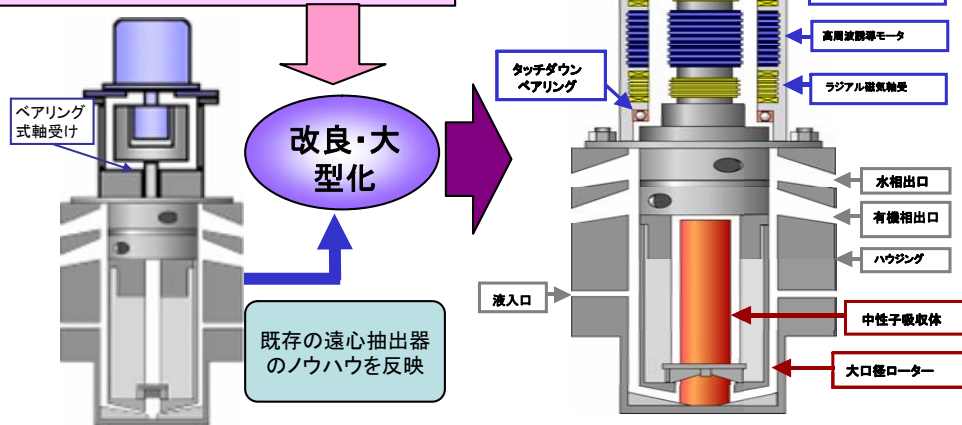 ベアリング
式軸受け
改良・大
型化
既存の遠心抽出器
のノウハウを反映
タッチダウン
ベアリング
高周波誘導モータ
ラジアル磁気軸受
水相出口
有機相出口
ハウジング
液入口
中性子吸収体
大口径ローター